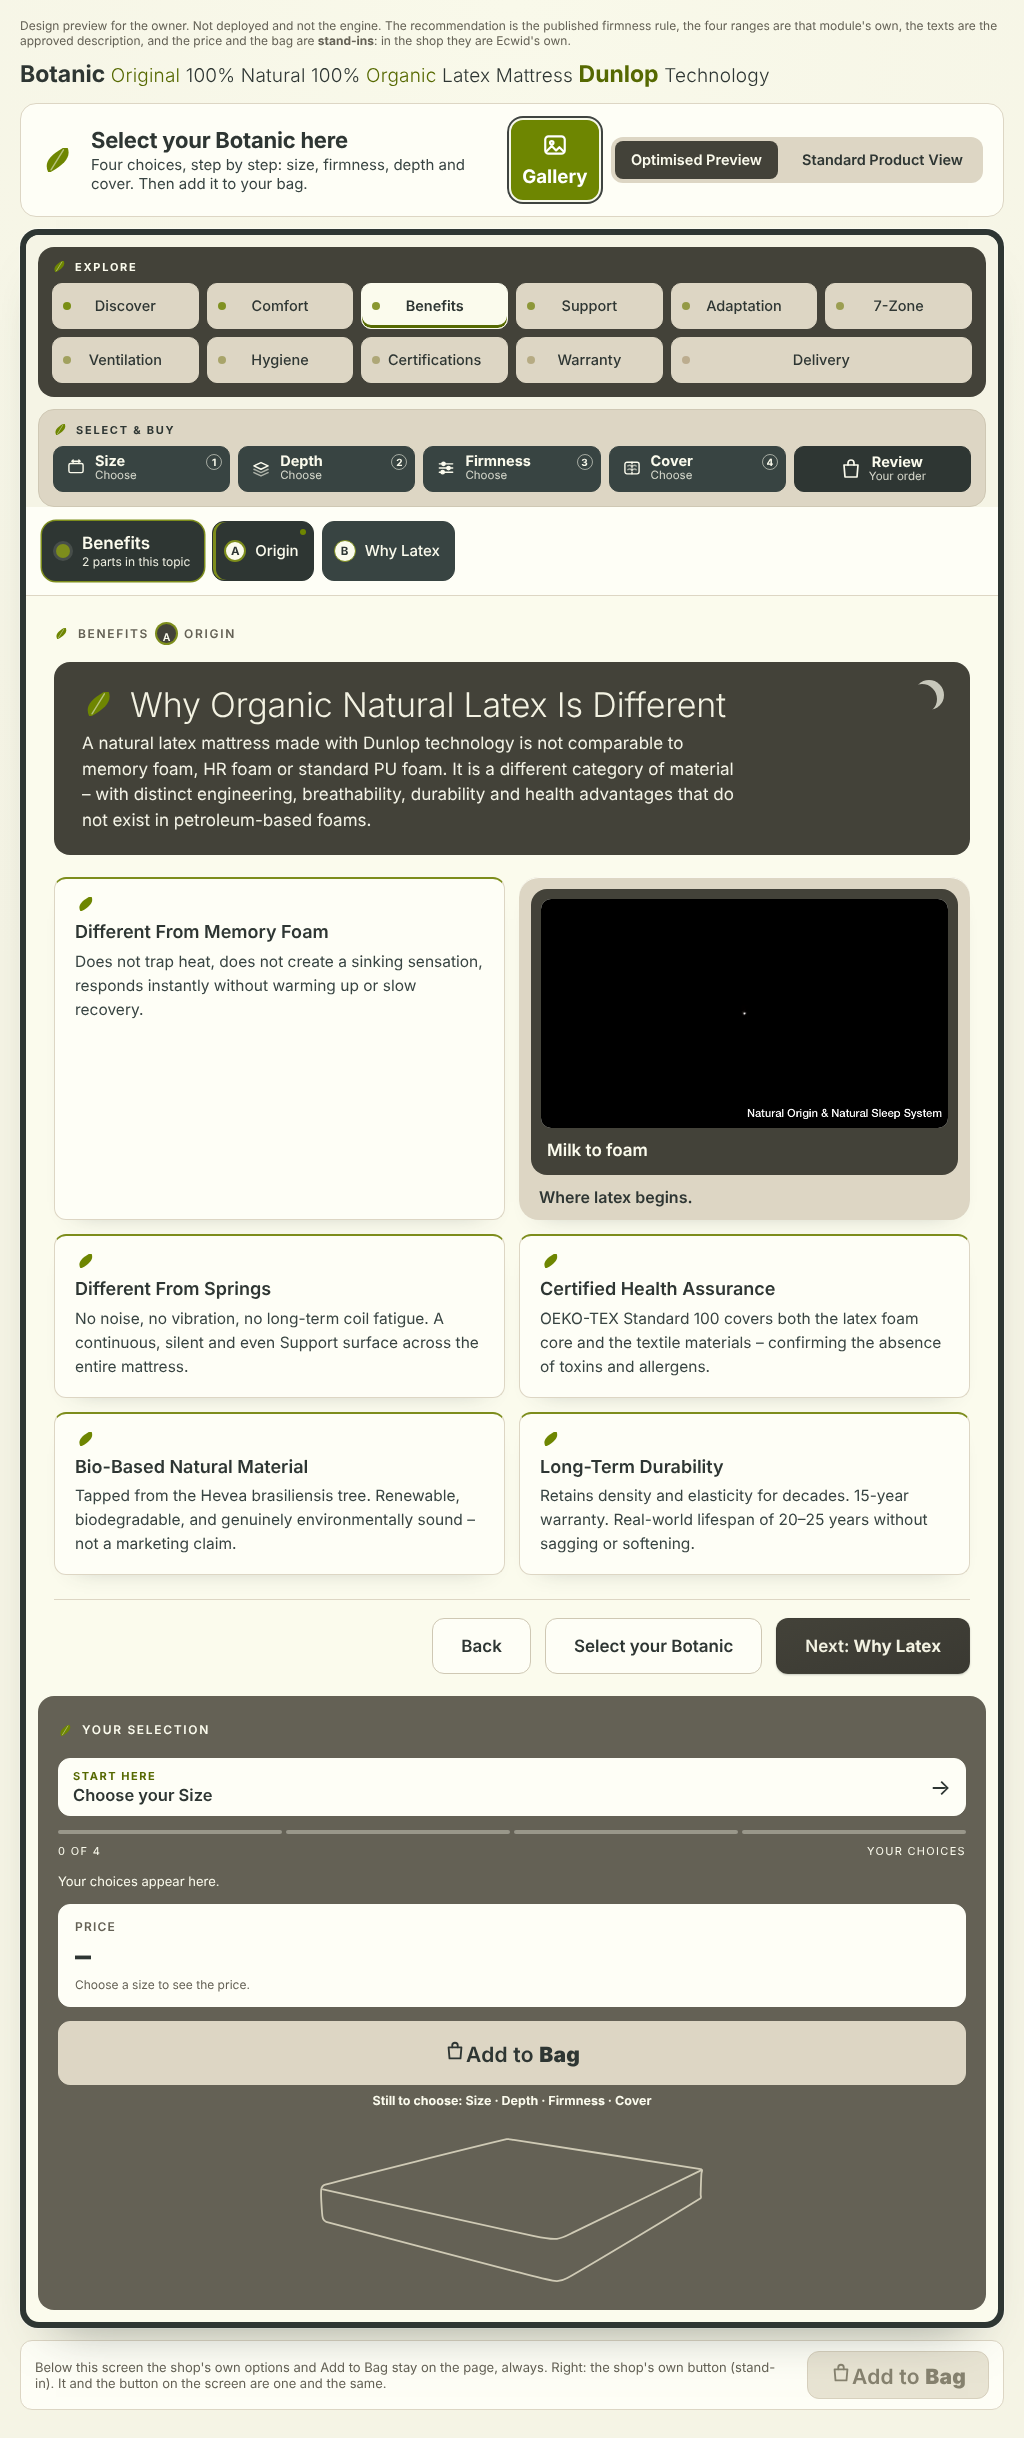 Design preview for the owner. Not deployed and not the engine. The recommendation is the published firmness rule, the four ranges are that module's own, the texts are the
approved description, and the price and the bag are stand-ins: in the shop they are Ecwid's own.
Botanic Original 100% Natural 100% Organic Latex Mattress Dunlop Technology
Select your Botanic here
Four choices, step by step: size, firmness, depth and
cover. Then add it to your bag.
Gallery
Optimised Preview
Standard Product View
EXPLORE
Discover
Comfort
Benefits
Support
Adaptation
7-Zone
Ventilation
Hygiene
Certifications
Warranty
Delivery
SELECT & BUY
Size
Choose
1
Depth
Choose
2
Firmness
Choose
3
Cover
Choose
4
Review
Your order
Benefits
2 parts in this topic
A Origin
B Why Latex
BENEFITS A ORIGIN
Why Organic Natural Latex Is Different
A natural latex mattress made with Dunlop technology is not comparable to
memory foam, HR foam or standard PU foam. It is a different category of material
– with distinct engineering, breathability, durability and health advantages that do
not exist in petroleum-based foams.
Different From Memory Foam
Does not trap heat, does not create a sinking sensation,
responds instantly without warming up or slow
recovery.
Natural Origin & Natural Sleep System
Milk to foam
Where latex begins.
Different From Springs
No noise, no vibration, no long-term coil fatigue. A
continuous, silent and even Support surface across the
entire mattress.
Certified Health Assurance
OEKO-TEX Standard 100 covers both the latex foam
core and the textile materials – confirming the absence
of toxins and allergens.
Bio-Based Natural Material
Tapped from the Hevea brasiliensis tree. Renewable,
biodegradable, and genuinely environmentally sound –
not a marketing claim.
Long-Term Durability
Retains density and elasticity for decades. 15-year
warranty. Real-world lifespan of 20–25 years without
sagging or softening.
Back
Select your Botanic
Next: Why Latex
YOUR SELECTION
START HERE
Choose your Size
0 OF 4
YOUR CHOICES
Your choices appear here.
PRICE
–
Choose a size to see the price.
Add to Bag
Still to choose: Size · Depth · Firmness · Cover
Below this screen the shop's own options and Add to Bag stay on the page, always. Right: the shop's own button (stand-
in). It and the button on the screen are one and the same.
Add to Bag